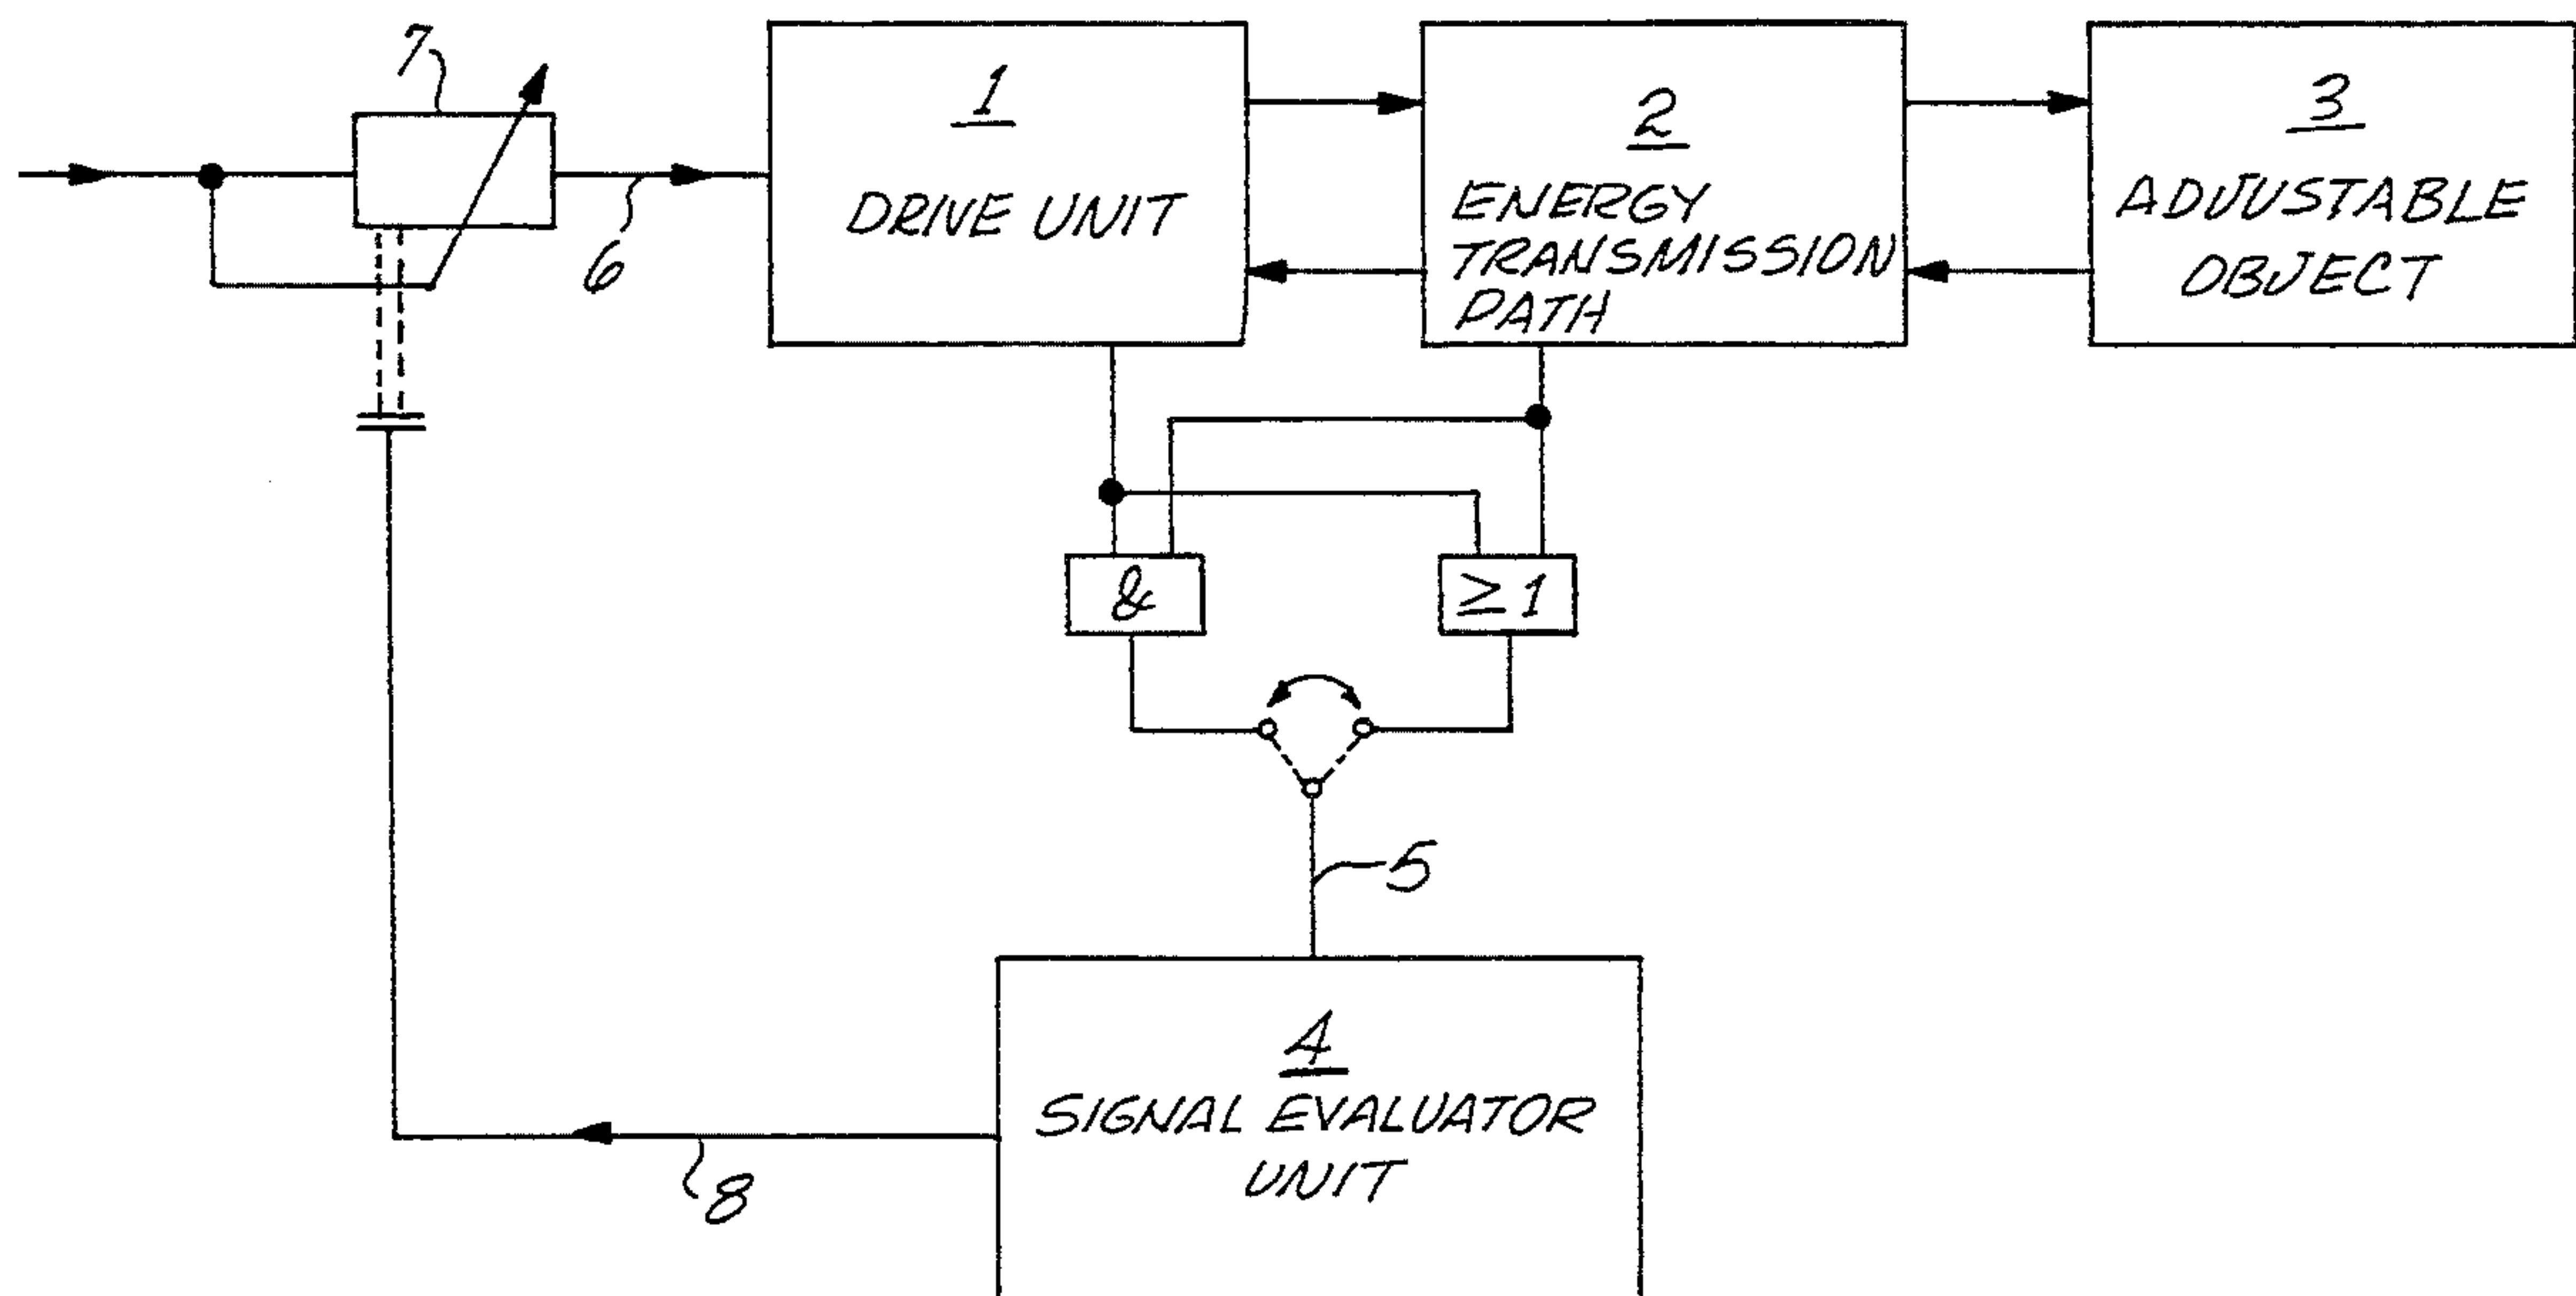 7
1
DRIVE UNIT
2
ENERGY
TRANSMISSION
PATH
3
ADJUSTABLE
OBJECT
6
&
≥1
5
4
SIGNAL EVALUATOR
UNIT
8